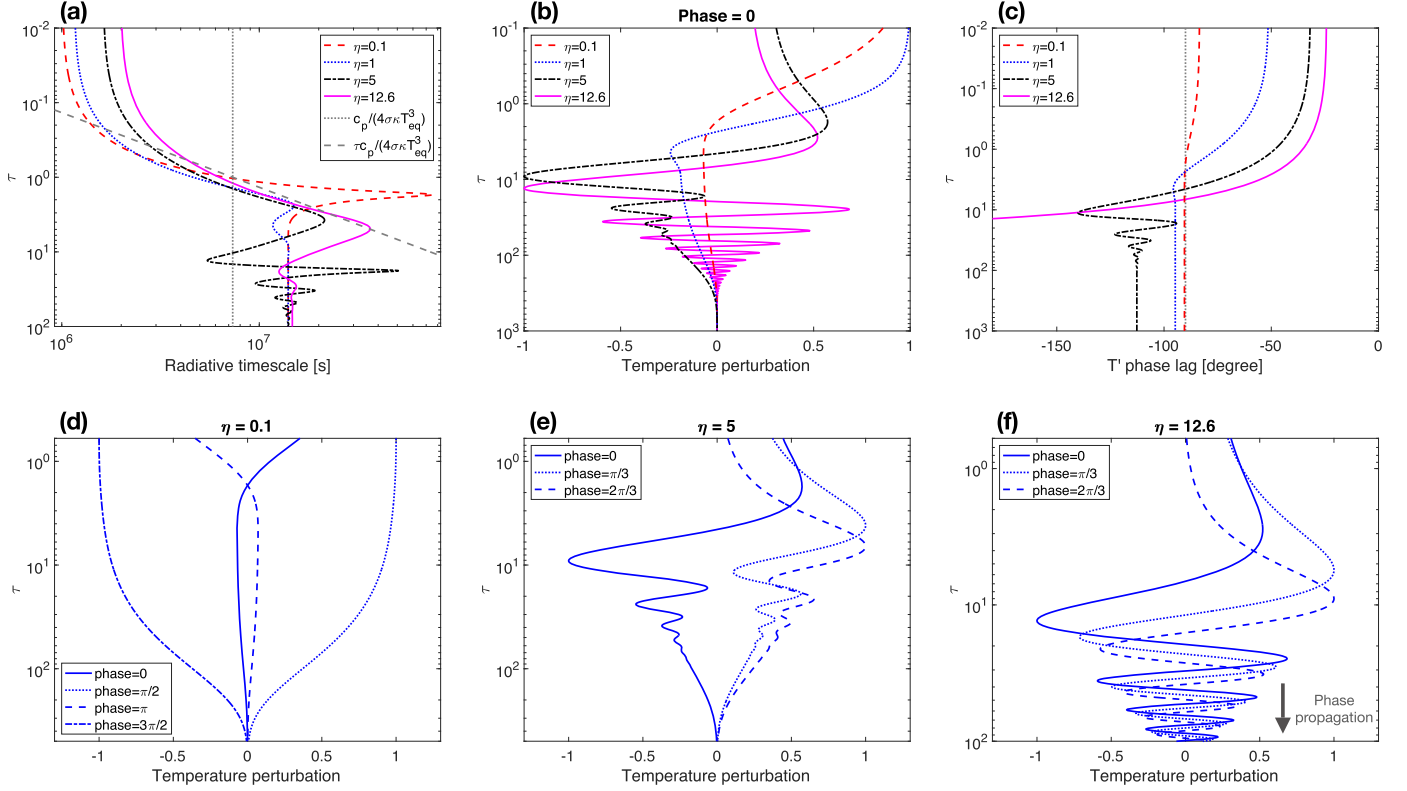 (a)
10^-2
10^-1
10^0
10^1
10^2
τ
10^6
10^7
Radiative timescale [s]
η=0.1
η=1
η=5
η=12.6
c_p/(4σκT^3_eq)
τc_p/(4σκT^3_eq)
(b)
Phase = 0
10^-1
10^0
10^1
10^2
10^3
τ
-1
-0.5
0
0.5
1
Temperature perturbation
η=0.1
η=1
η=5
η=12.6
(c)
10^-2
10^-1
10^0
10^1
10^2
10^3
τ
-150
-100
-50
0
T' phase lag [degree]
η=0.1
η=1
η=5
η=12.6
(d)
η = 0.1
10^0
10^1
10^2
τ
-1
-0.5
0
0.5
1
Temperature perturbation
phase=0
phase=π/2
phase=π
phase=3π/2
(e)
η = 5
10^0
10^1
10^2
τ
-1
-0.5
0
0.5
1
Temperature perturbation
phase=0
phase=π/3
phase=2π/3
(f)
η = 12.6
10^0
10^1
10^2
τ
-1
-0.5
0
0.5
1
Temperature perturbation
phase=0
phase=π/3
phase=2π/3
Phase
propagation